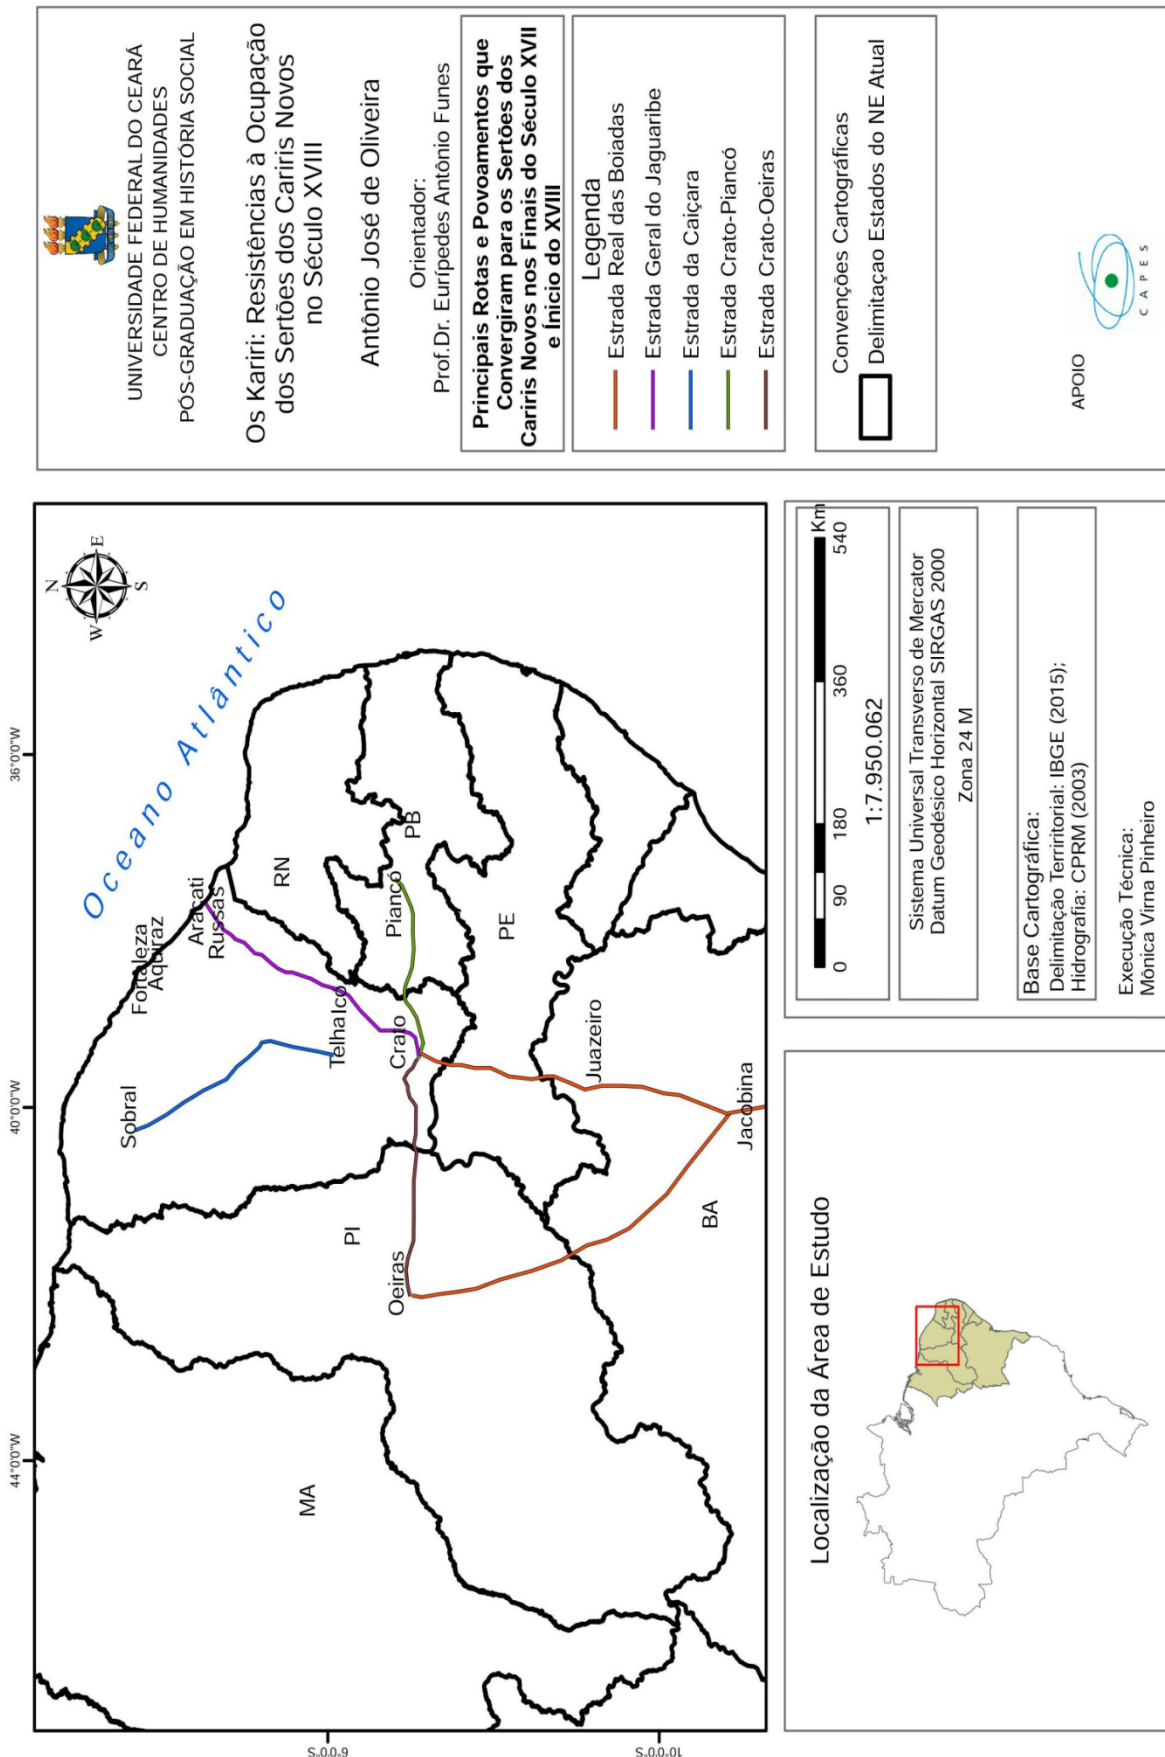 44°0'0"W
40°0'0"W
36°0'0"W
6°0'0"S
10°0'0"S
N
W
E
S
Oceano Atlântico
Sobral
Fortaleza
Aquiraz
Aracati
Russas
Telhalco
Crato
Piancó
Oeiras
Juazeiro
Jacobina
MA
PI
RN
PB
PE
BA
UNIVERSIDADE FEDERAL DO CEARÁ
CENTRO DE HUMANIDADES
PÓS-GRADUAÇÃO EM HISTÓRIA SOCIAL
Os Kariri: Resistências à Ocupação
dos Sertões dos Cariris Novos
no Século XVIII
Antônio José de Oliveira
Orientador:
Prof.Dr. Eurípedes Antônio Funes
Principais Rotas e Povoamentos que
Convergiram para os Sertões dos
Cariris Novos nos Finais do Século XVII
e Ínicio do XVIII
Legenda
Estrada Real das Boiadas
Estrada Geral do Jaguaribe
Estrada da Caiçara
Estrada Crato-Piancó
Estrada Crato-Oeiras
Convenções Cartográficas
Delimitaçao Estados do NE Atual
APOIO
CAPES
Localização da Área de Estudo
0 90 180 360 540
Km
1:7.950.062
Sistema Universal Transverso de Mercator
Datum Geodésico Horizontal SIRGAS 2000
Zona 24 M
Base Cartográfica:
Delimitação Territirial: IBGE (2015);
Hidrografia: CPRM (2003)
Execução Técnica:
Mônica Virna Pinheiro